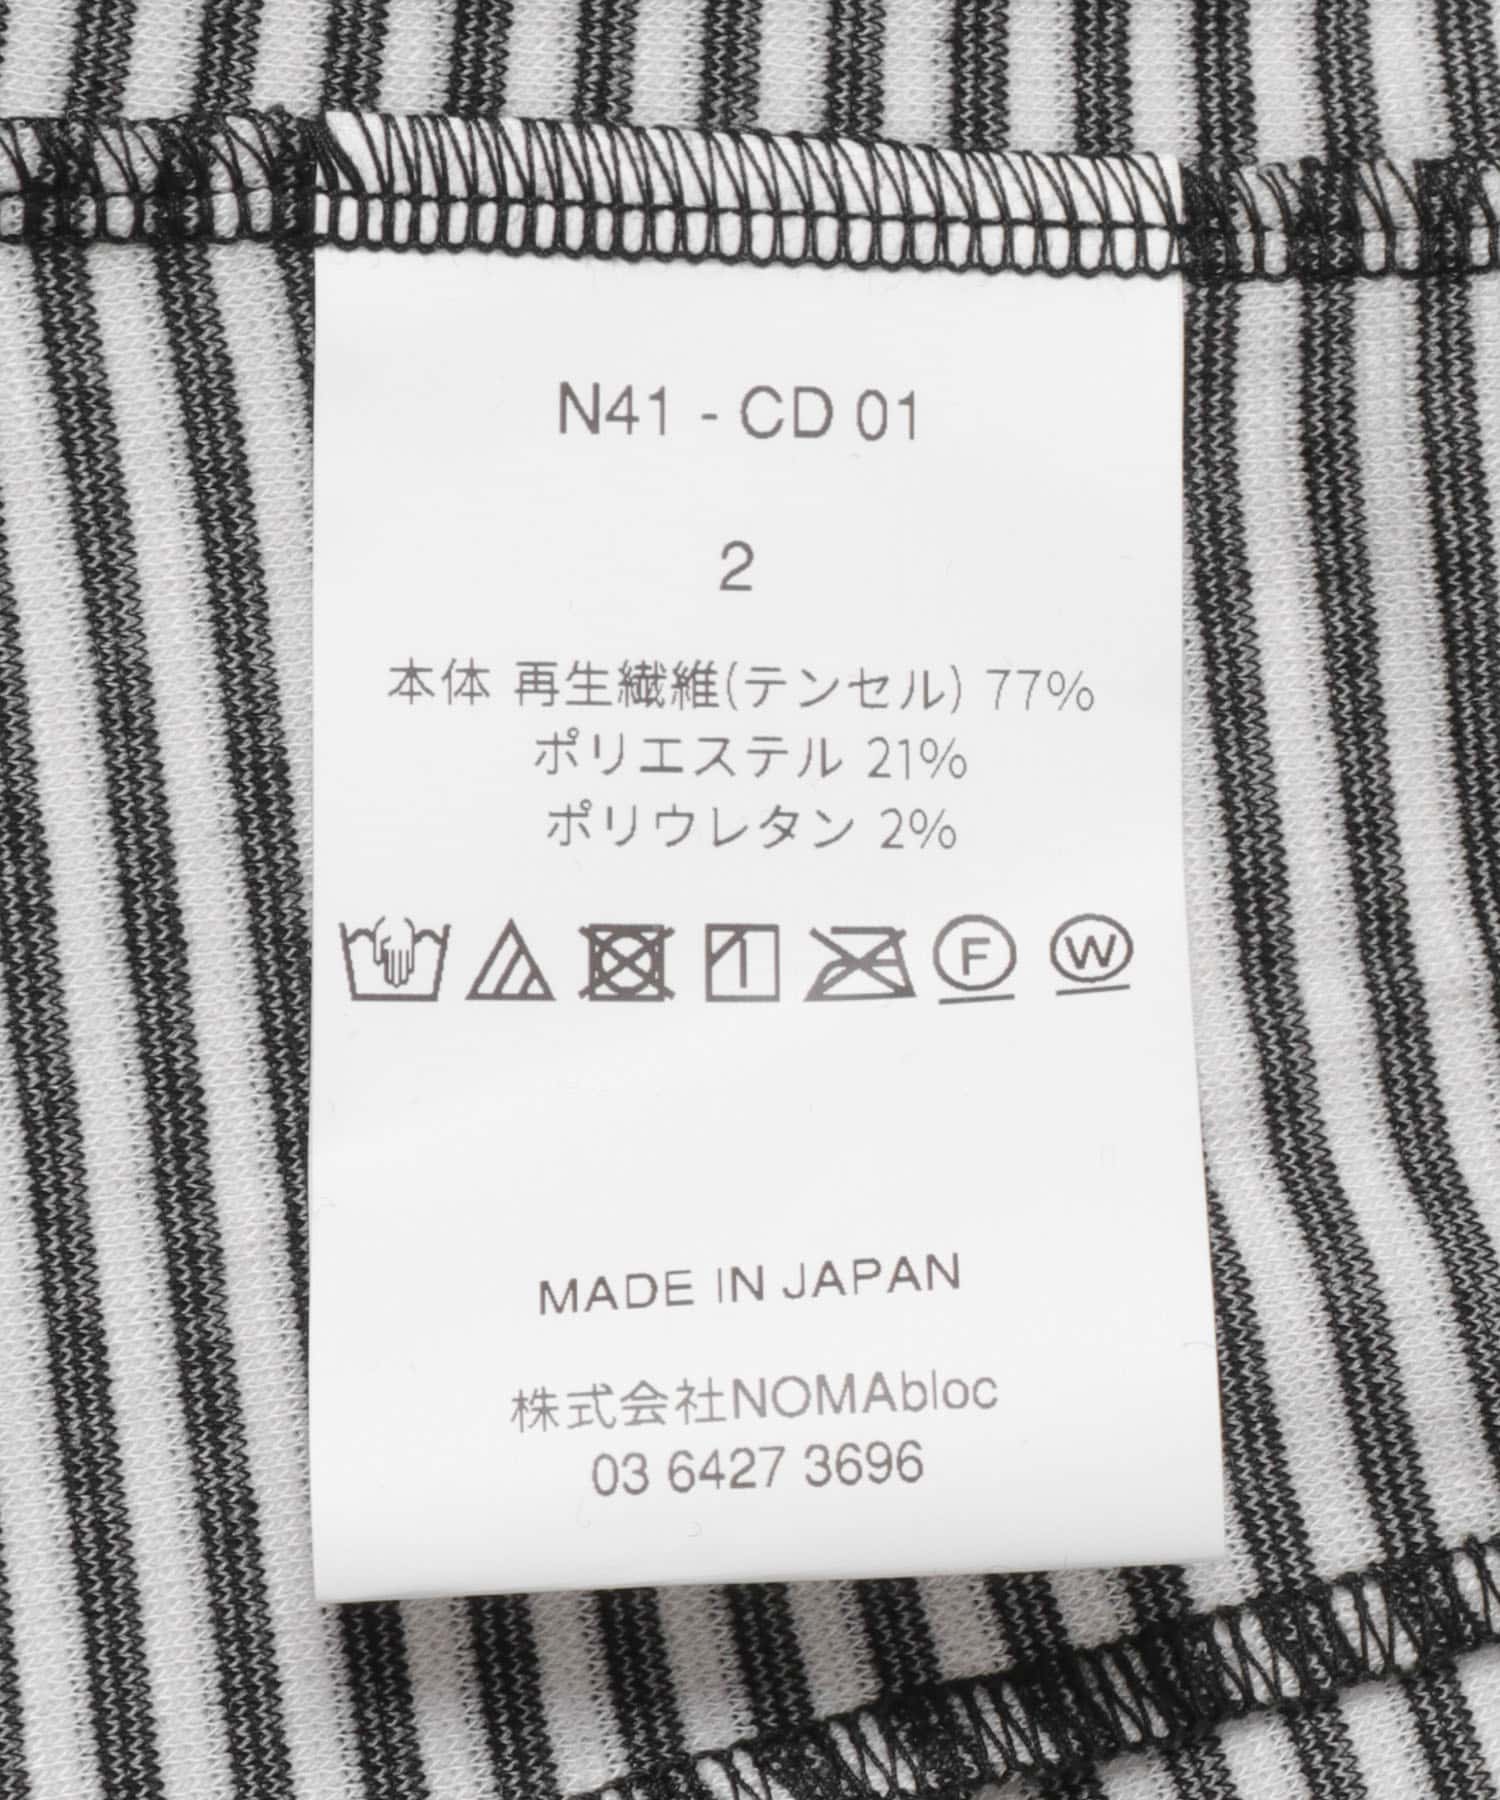 N41 - CD 01
2
本体 再生繊維(テンセル) 77%
ポリエステル 21%
ポリウレタン 2%
1 F W
MADE IN JAPAN
株式会社NOMAbloc
03 6427 3696